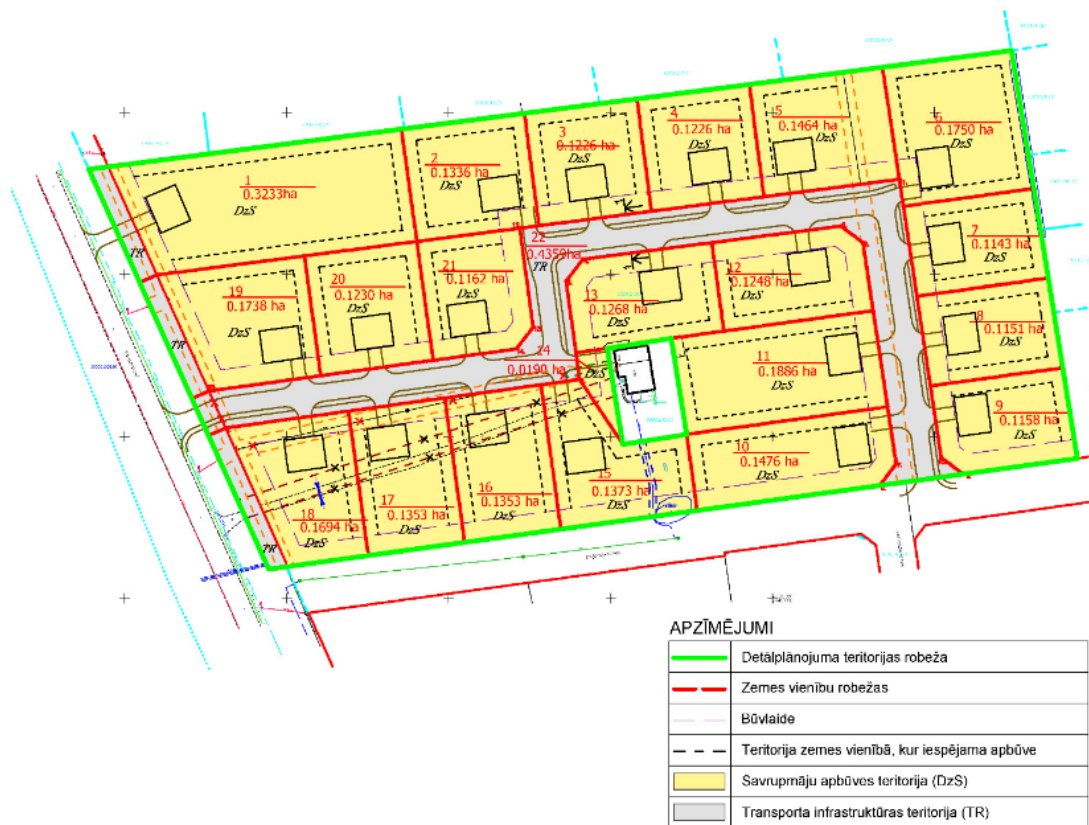 1
0.3233ha
DzS
2
0.1336 ha
DzS
3
0.1226 ha
DzS
4
0.1226 ha
DzS
5
0.1464 ha
DzS
6
0.1750 ha
DzS
7
0.1143 ha
DzS
8
0.1151 ha
DzS
9
0.1158 ha
DzS
10
0.1476 ha
DzS
11
0.1886 ha
DzS
12
0.1248 ha
DzS
13
0.1268 ha
DzS
22
0.4359ha
TR
21
0.1162 ha
DzS
20
0.1230 ha
DzS
19
0.1738 ha
DzS
TR
TR
24
0.0190 ha
DzS
15
0.1373 ha
DzS
16
0.1353 ha
DzS
17
0.1353 ha
DzS
18
0.1694 ha
DzS
TR
APZĪMĒJUMI
Detālplānojuma teritorijas robeža
Zemes vienību robežas
Būvlaide
Teritorija zemes vienībā, kur iespējama apbūve
Savrupmāju apbūves teritorija (DzS)
Transporta infrastruktūras teritorija (TR)